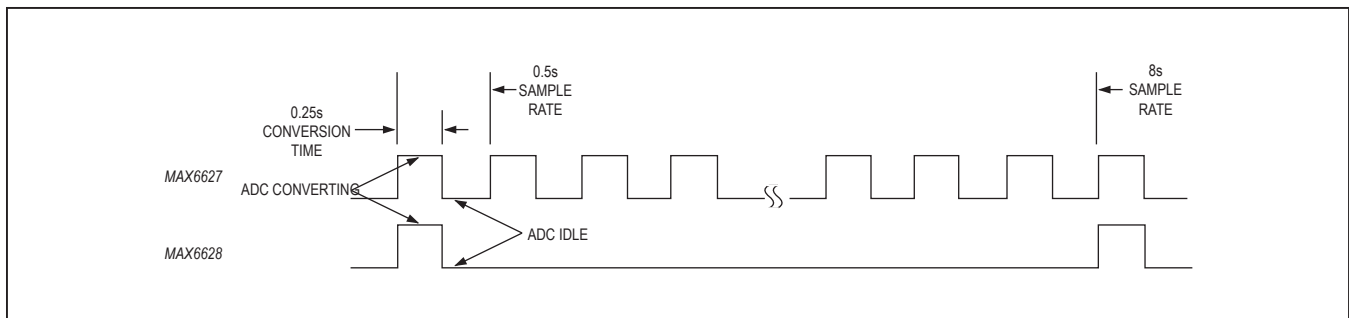 0.5s
SAMPLE
RATE
8s
SAMPLE
RATE
0.25s
CONVERSION
TIME
MAX6627
ADC CONVERTING
ADC IDLE
MAX6628